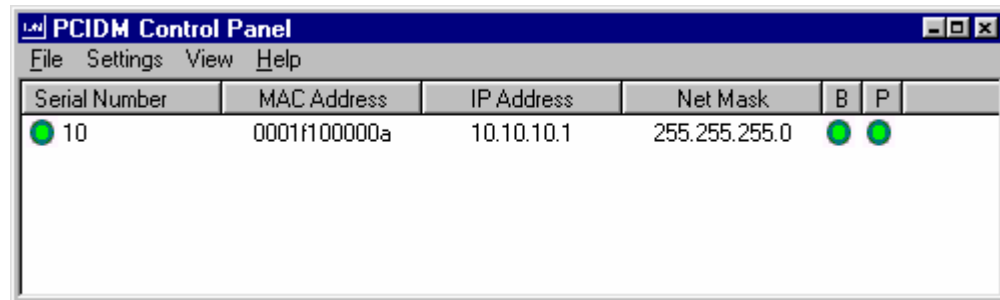 PCIDM Control Panel
File Settings View Help
Serial Number MAC Address IP Address Net Mask B P
10 0001f100000a 10.10.10.1 255.255.255.0